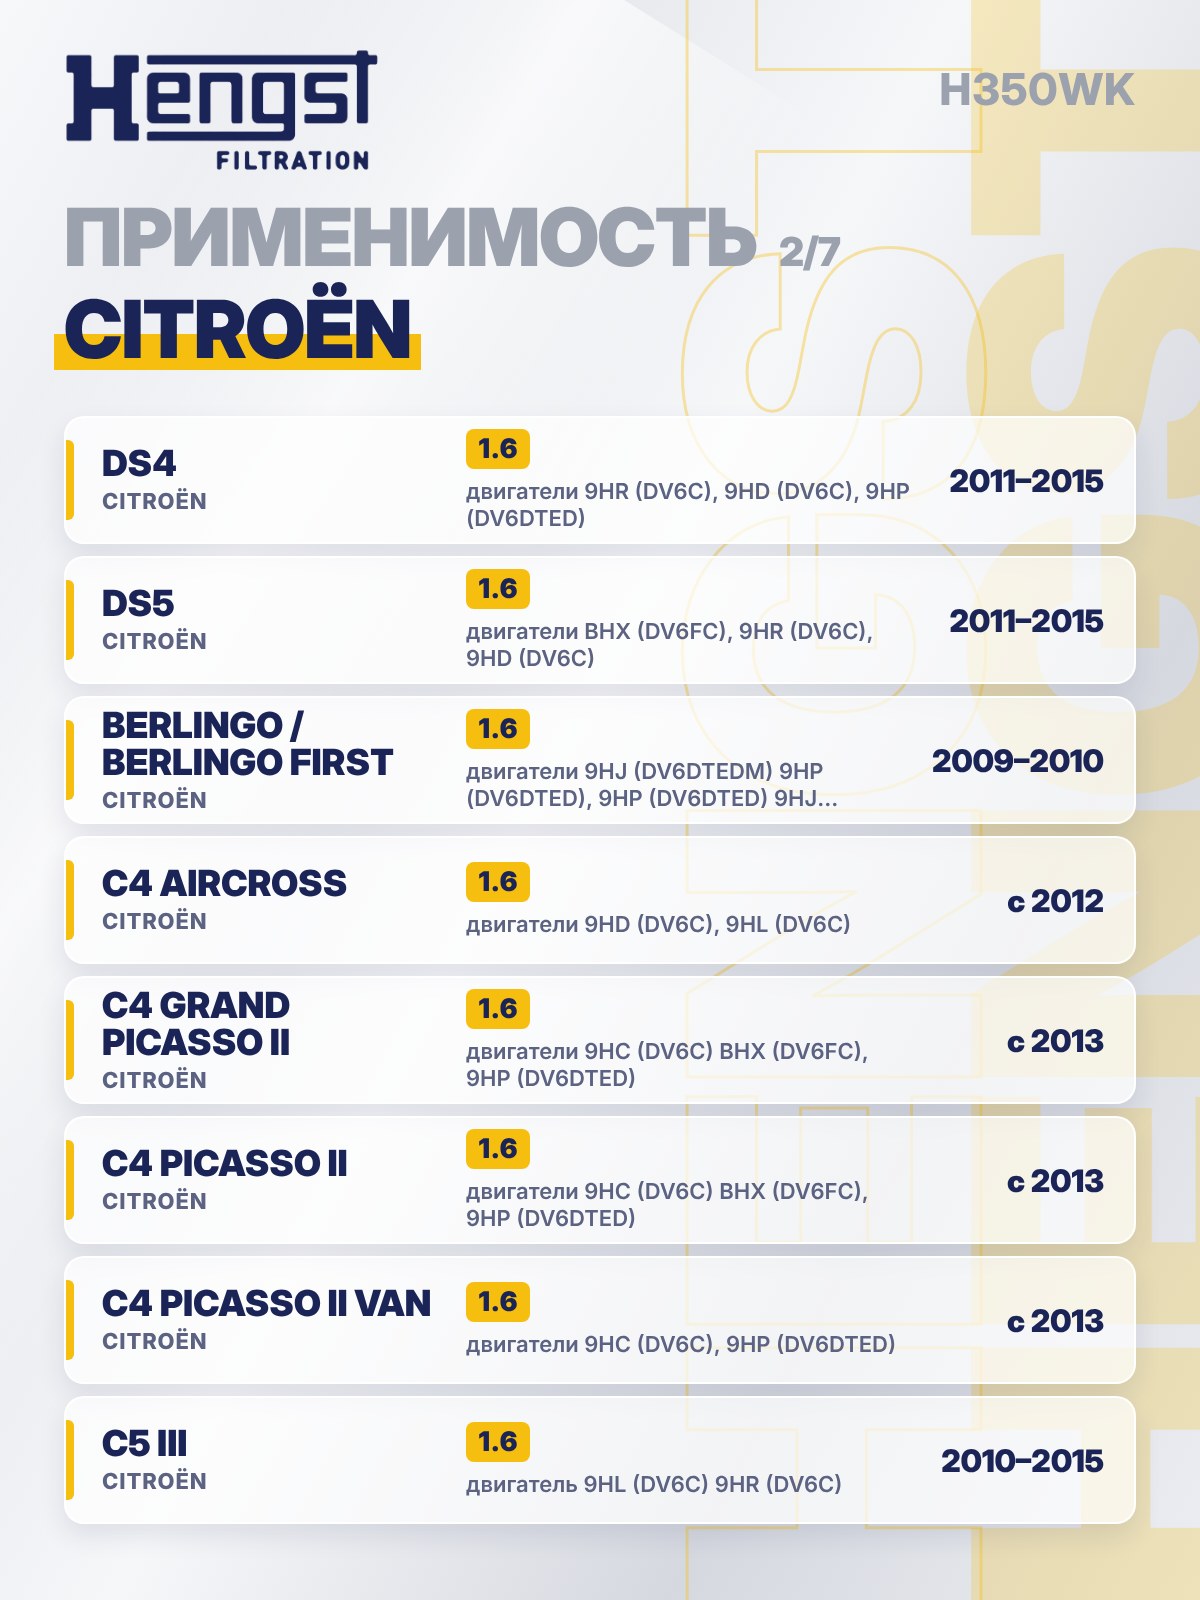 Hengst
FILTRATION
H350WK
ПРИМЕНИМОСТЬ 2/7
CITROËN
DS4
CITROËN
1.6
двигатели 9HR (DV6C), 9HD (DV6C), 9HP
(DV6DTED)
2011–2015
DS5
CITROËN
1.6
двигатели BHX (DV6FC), 9HR (DV6C),
9HD (DV6C)
2011–2015
BERLINGO /
BERLINGO FIRST
CITROËN
1.6
двигатели 9HJ (DV6DTEDM) 9HP
(DV6DTED), 9HP (DV6DTED) 9HJ...
2009–2010
C4 AIRCROSS
CITROËN
1.6
двигатели 9HD (DV6C), 9HL (DV6C)
с 2012
C4 GRAND
PICASSO II
CITROËN
1.6
двигатели 9HC (DV6C) BHX (DV6FC),
9HP (DV6DTED)
с 2013
C4 PICASSO II
CITROËN
1.6
двигатели 9HC (DV6C) BHX (DV6FC),
9HP (DV6DTED)
с 2013
C4 PICASSO II VAN
CITROËN
1.6
двигатели 9HC (DV6C), 9HP (DV6DTED)
с 2013
C5 III
CITROËN
1.6
двигатель 9HL (DV6C) 9HR (DV6C)
2010–2015
HENGST
HENGST